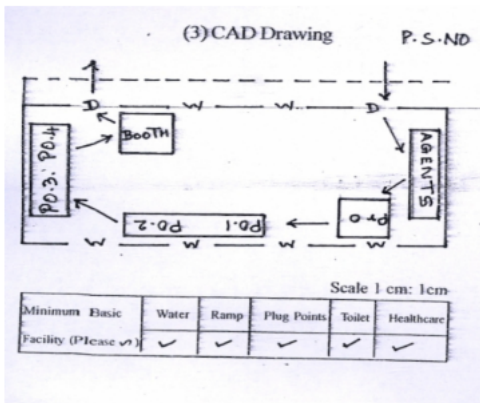 (3) CAD Drawing
P.S.NO
D W W D
BOOTH
AGENTS
PO.3. PO.4
PrO
PO.2 PO.1
W W W W
Scale 1 cm: 1cm
Minimum Basic Water Ramp Plug Points Toilet Healthcare
Facility (Please ✓) ✓ ✓ ✓ ✓ ✓